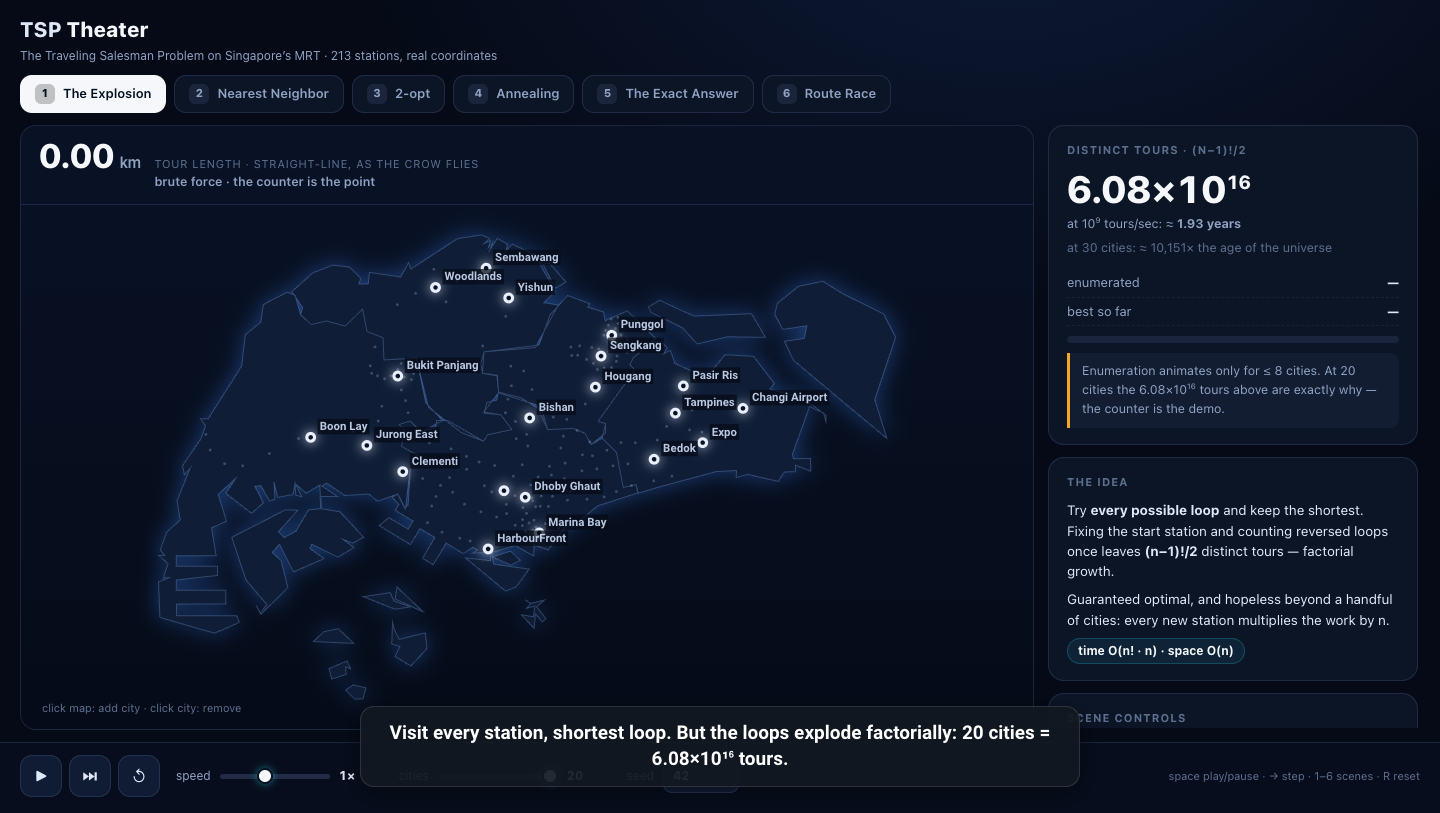 TSP Theater
The Traveling Salesman Problem on Singapore's MRT · 213 stations, real coordinates
1 The Explosion
2 Nearest Neighbor
3 2-opt
4 Annealing
5 The Exact Answer
6 Route Race
0.00 km
TOUR LENGTH · STRAIGHT-LINE, AS THE CROW FLIES
brute force · the counter is the point
Sembawang
Woodlands
Yishun
Punggol
Sengkang
Bukit Panjang
Hougang
Pasir Ris
Changi Airport
Tampines
Bishan
Boon Lay
Jurong East
Expo
Bedok
Clementi
Dhoby Ghaut
Marina Bay
HarbourFront
click map: add city · click city: remove
DISTINCT TOURS · (N−1)!/2
6.08×10¹⁶
at 10⁹ tours/sec: ≈ 1.93 years
at 30 cities: ≈ 10,151× the age of the universe
enumerated —
best so far —
Enumeration animates only for ≤ 8 cities. At 20
cities the 6.08×10¹⁶ tours above are exactly why —
the counter is the demo.
THE IDEA
Try every possible loop and keep the shortest.
Fixing the start station and counting reversed loops
once leaves (n−1)!/2 distinct tours — factorial
growth.
Guaranteed optimal, and hopeless beyond a handful
of cities: every new station multiplies the work by n.
time O(n! · n) · space O(n)
SCENE CONTROLS
Visit every station, shortest loop. But the loops explode factorially: 20 cities =
6.08×10¹⁶ tours.
speed 1× cities 20 seed 42
space play/pause · → step · 1–6 scenes · R reset